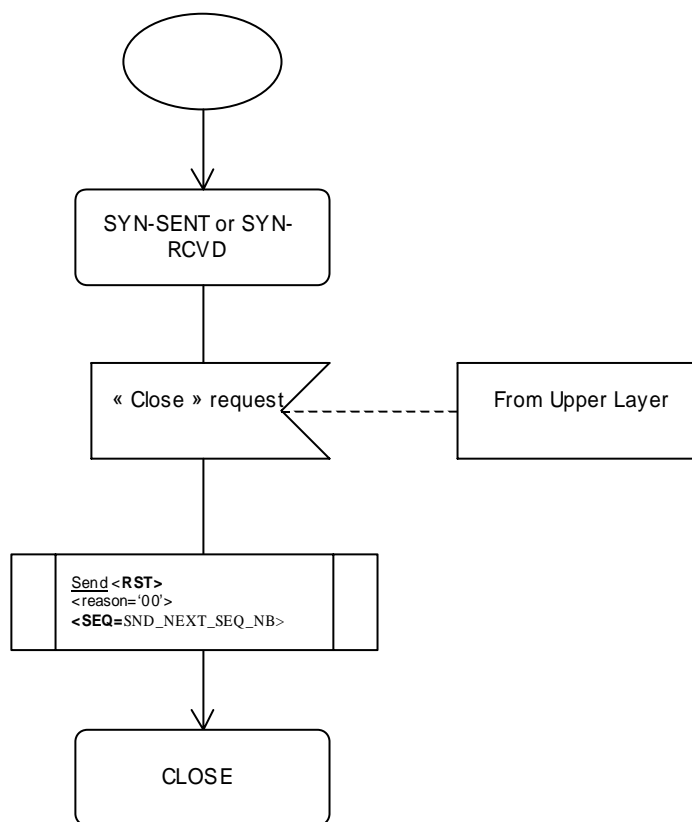 SYN-SENT or SYN-
RCVD
« Close » request
From Upper Layer
Send <RST>
<reason=‘00’>
<SEQ=SND_NEXT_SEQ_NB>
CLOSE